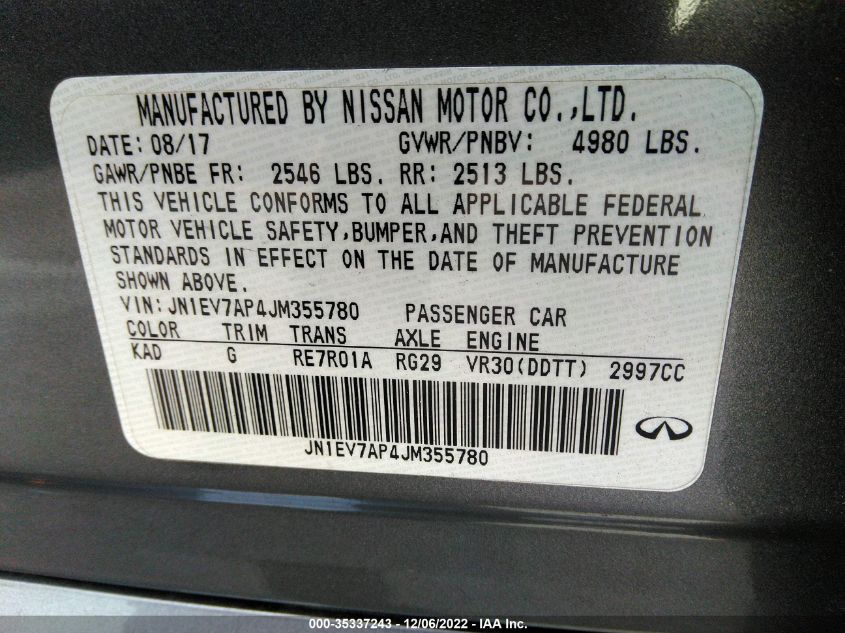 MANUFACTURED BY NISSAN MOTOR CO.,LTD.
DATE: 08/17 GVWR/PNBV: 4980 LBS.
GAWR/PNBE FR: 2546 LBS. RR: 2513 LBS.
THIS VEHICLE CONFORMS TO ALL APPLICABLE FEDERAL
MOTOR VEHICLE SAFETY,BUMPER,AND THEFT PREVENTION
STANDARDS IN EFFECT ON THE DATE OF MANUFACTURE
SHOWN ABOVE.
VIN:JN1EV7AP4JM355780 PASSENGER CAR
COLOR TRIM TRANS AXLE ENGINE
KAD G RE7R01A RG29 VR30(DDTT) 2997CC
JN1EV7AP4JM355780
000-35337243 - 12/06/2022 - IAA Inc.